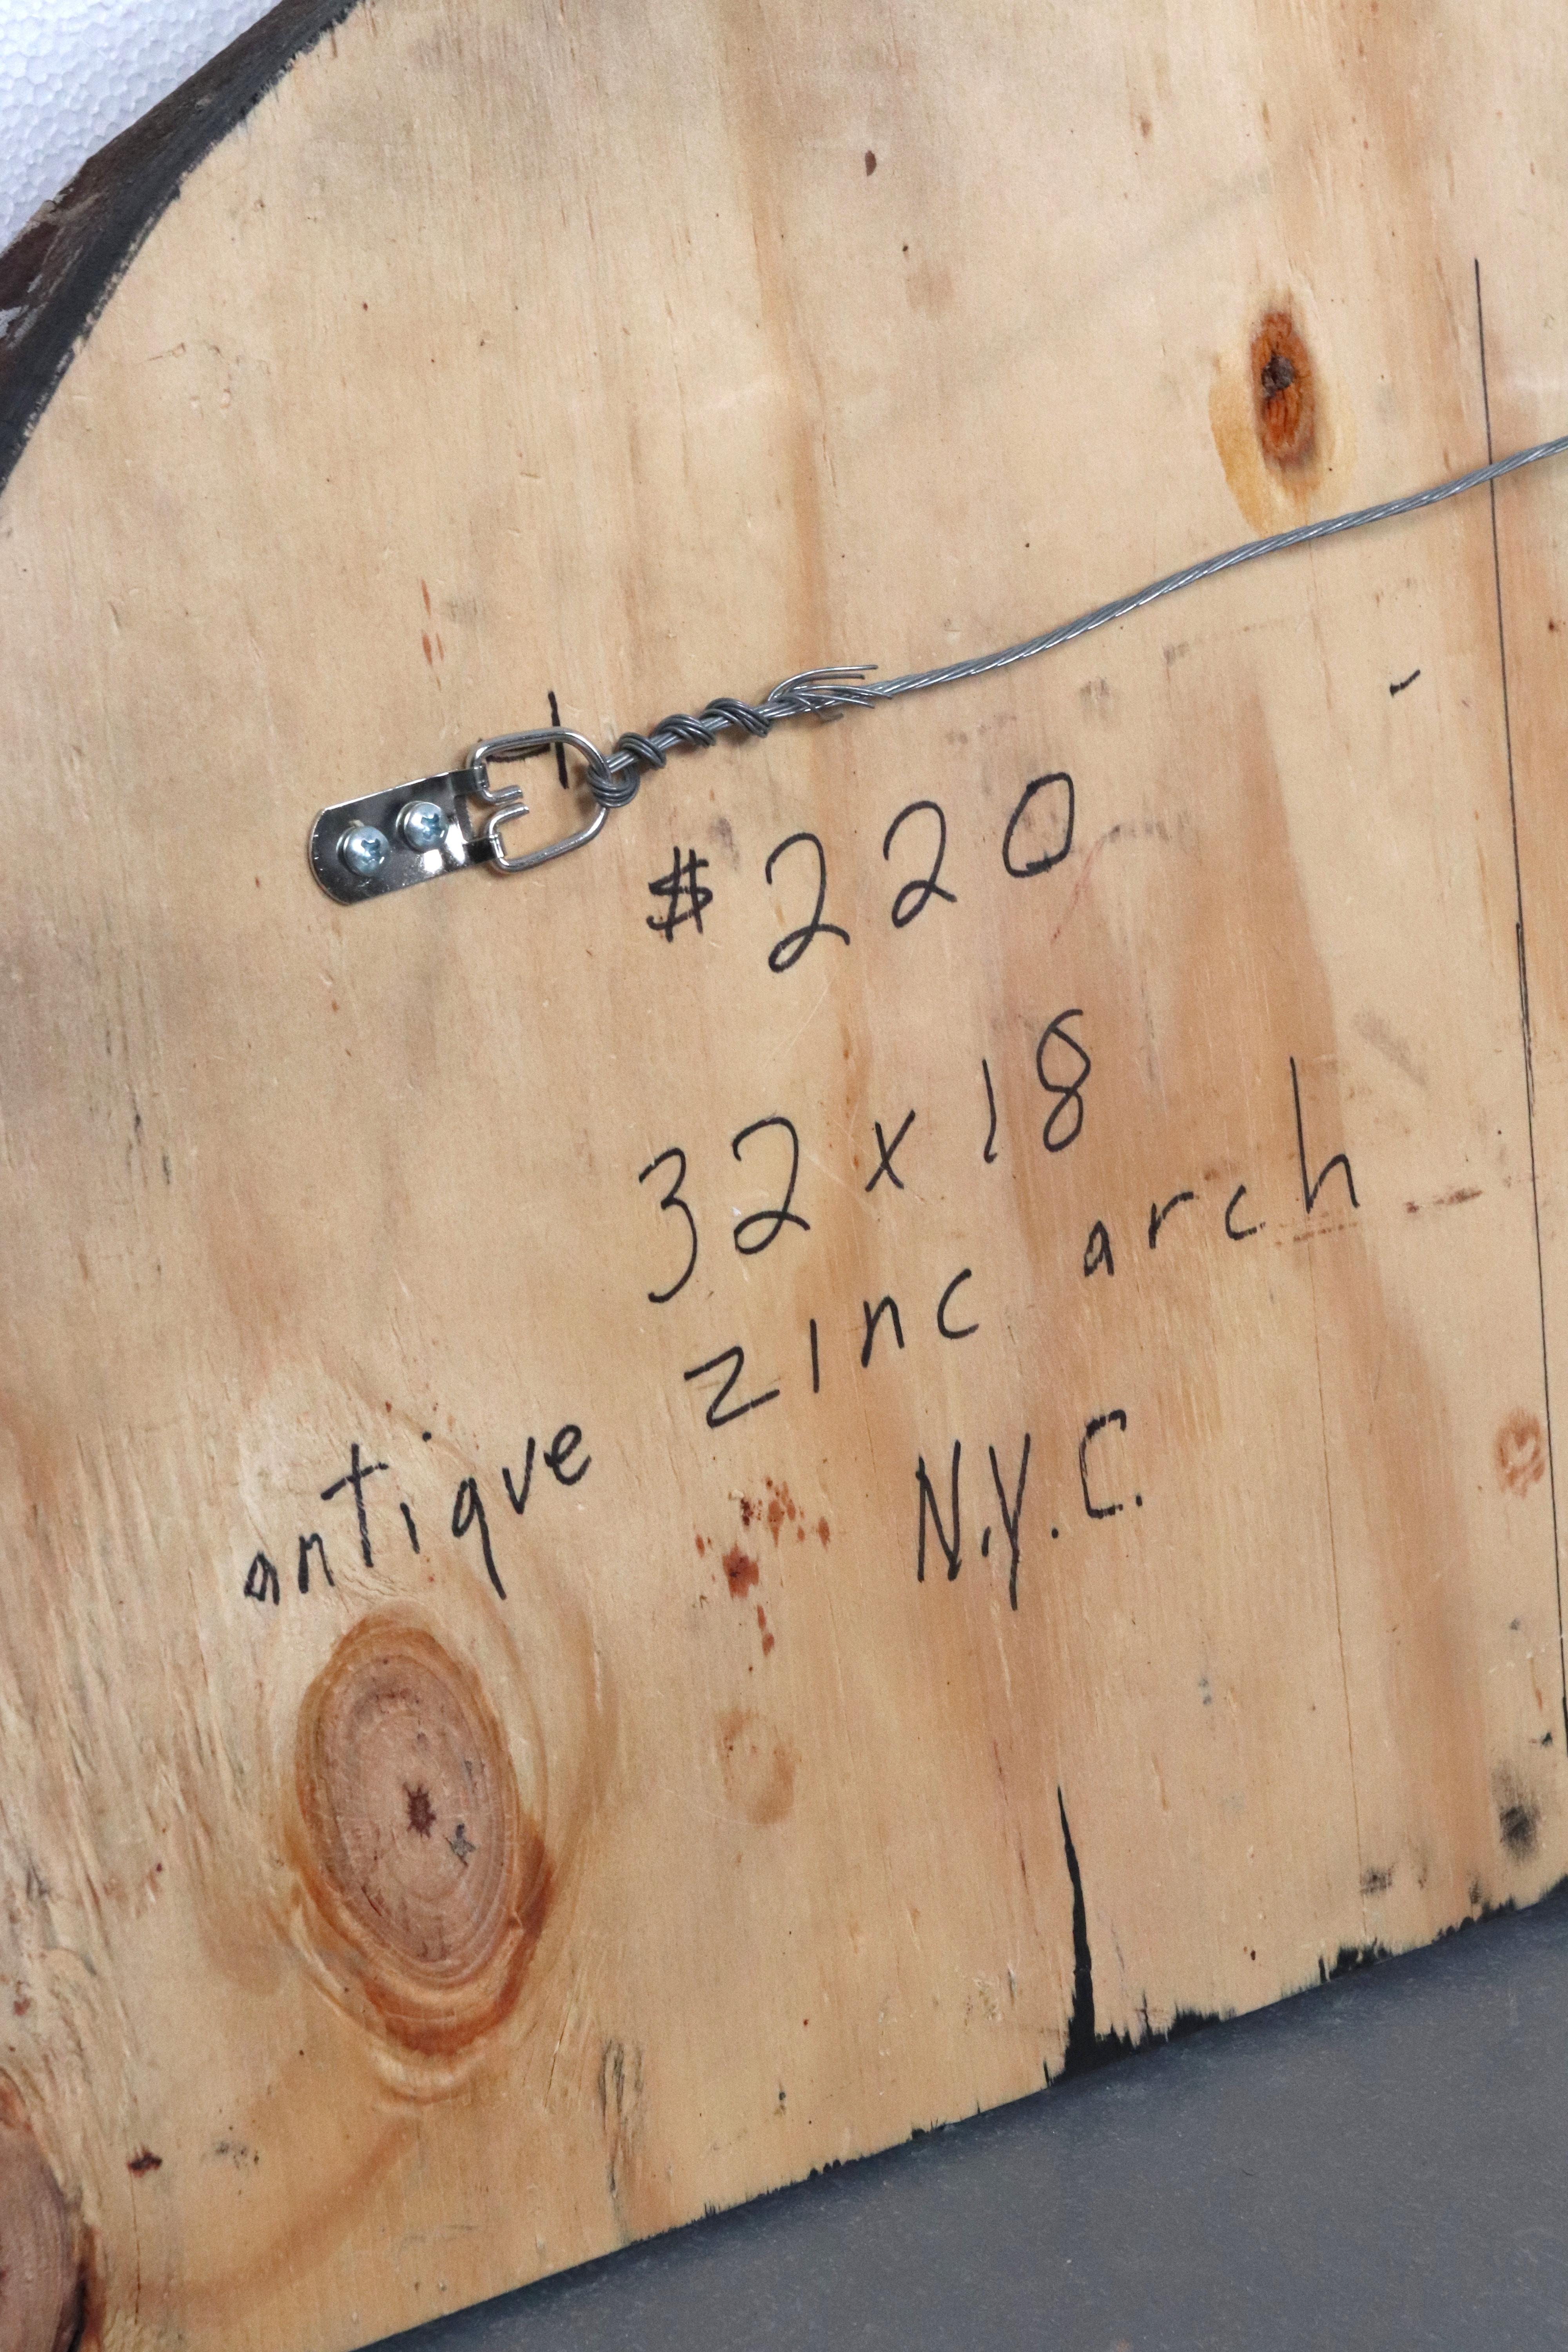 $220
32 x 18
antique zinc arch
N.Y.C.